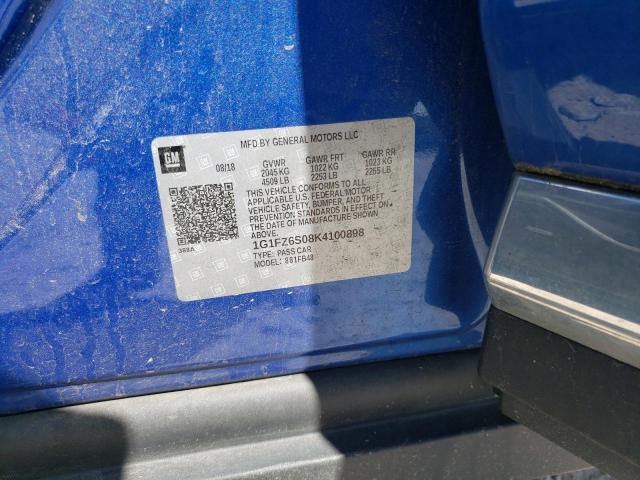 MFD BY GENERAL MOTORS LLC
GM
08/18 GVWR GAWR FRT GAWR RR
2045 KG 1022 KG 1023 KG
4509 LB 2253 LB 2255 LB
THIS VEHICLE CONFORMS TO ALL
APPLICABLE U.S. FEDERAL MOTOR
VEHICLE SAFETY, BUMPER, AND THEFT
PREVENTION STANDARDS IN EFFECT ON
THE DATE OF MANUFACTURE SHOWN
ABOVE.
1G1FZ6S08K4100898
TYPE: PASS CAR
MODEL: 881FB48